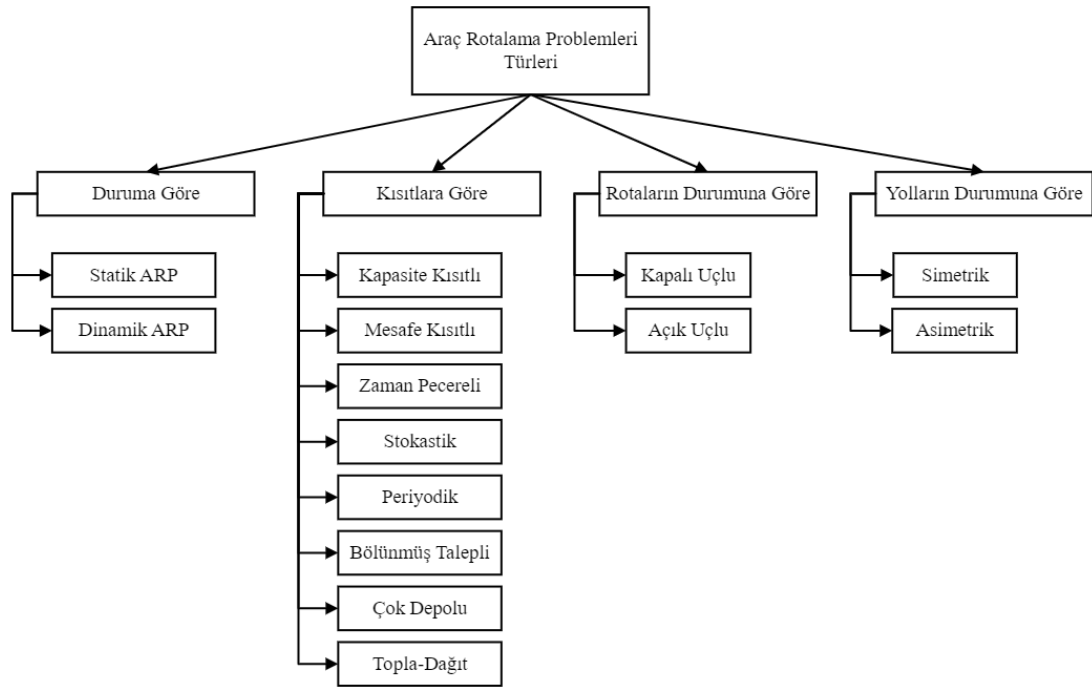 Araç Rotalama Problemleri
Türleri
Duruma Göre
Kısıtlara Göre
Rotaların Durumuna Göre
Yolların Durumuna Göre
Statik ARP
Dinamik ARP
Kapasite Kısıtlı
Mesafe Kısıtlı
Zaman Pecereli
Stokastik
Periyodik
Bölünmüş Talepli
Çok Depolu
Topla-Dağıt
Kapalı Uçlu
Açık Uçlu
Simetrik
Asimetrik